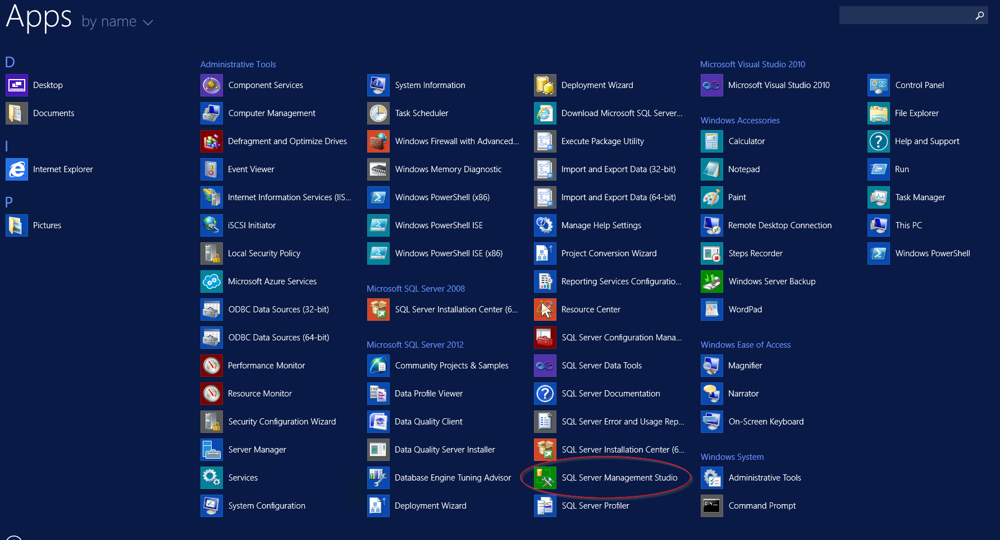 Apps by name
D
Desktop
Documents
I
Internet Explorer
P
Pictures
Administrative Tools
Component Services
Computer Management
Defragment and Optimize Drives
Event Viewer
Internet Information Services (IIS...
iSCSI Initiator
Local Security Policy
Microsoft Azure Services
ODBC Data Sources (32-bit)
ODBC Data Sources (64-bit)
Performance Monitor
Resource Monitor
Security Configuration Wizard
Server Manager
Services
System Configuration
System Information
Task Scheduler
Windows Firewall with Advanced...
Windows Memory Diagnostic
Windows PowerShell (x86)
Windows PowerShell ISE
Windows PowerShell ISE (x86)
Microsoft SQL Server 2008
SQL Server Installation Center (6...
Microsoft SQL Server 2012
Community Projects & Samples
Data Profile Viewer
Data Quality Client
Data Quality Server Installer
Database Engine Tuning Advisor
Deployment Wizard
Deployment Wizard
Download Microsoft SQL Server...
Execute Package Utility
Import and Export Data (32-bit)
Import and Export Data (64-bit)
Manage Help Settings
Project Conversion Wizard
Reporting Services Configuratio...
Resource Center
SQL Server Configuration Mana...
SQL Server Data Tools
SQL Server Documentation
SQL Server Error and Usage Rep...
SQL Server Installation Center (6...
SQL Server Management Studio
SQL Server Profiler
Microsoft Visual Studio 2010
Microsoft Visual Studio 2010
Windows Accessories
Calculator
Notepad
Paint
Remote Desktop Connection
Steps Recorder
Windows Server Backup
WordPad
Windows Ease of Access
Magnifier
Narrator
On-Screen Keyboard
Windows System
Administrative Tools
Command Prompt
Control Panel
File Explorer
Help and Support
Run
Task Manager
This PC
Windows PowerShell